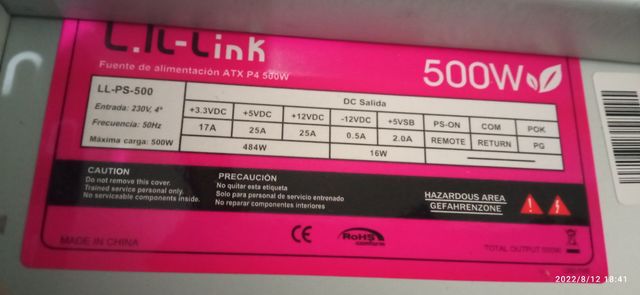 L.iL-Link
Fuente de alimentación ATX P4 500W
500W
LL-PS-500
DC Salida
Entrada: 230V, 4ª
+3.3VDC +5VDC +12VDC -12VDC +5VSB PS-ON COM POK
Frecuencia: 50Hz
17A 25A 25A 0.5A 2.0A REMOTE RETURN PG
Máxima carga: 500W
484W 16W
CAUTION
Do not remove this cover.
Trained service personal only.
No serviceable components inside.
PRECAUCIÓN
No quitar esta etiqueta
Solo para personal de servicio entrenado
No reparar componentes interiores
HAZARDOUS AREA
GEFAHRENZONE
MADE IN CHINA
CE
RoHS
conform
TOTAL OUTPUT 500W
2022/8/12 18:41